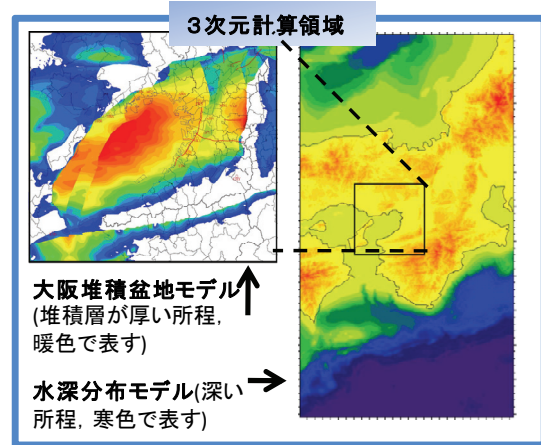 ３次元計算領域
大阪堆積盆地モデル
(堆積層が厚い所程,
暖色で表す)
水深分布モデル(深い
所程, 寒色で表す)